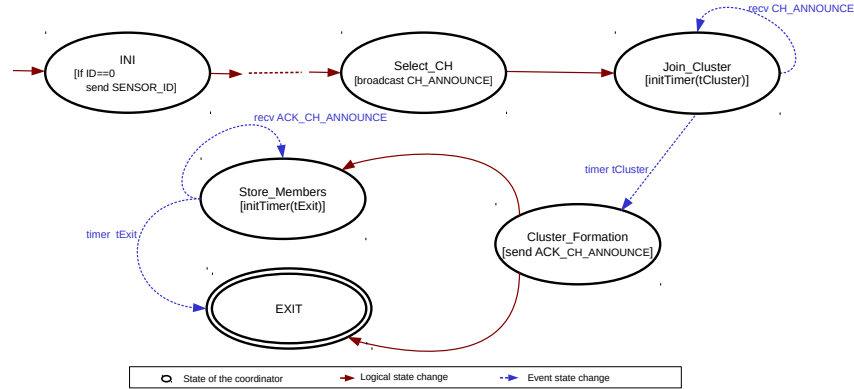 recv CH_ANNOUNCE
INI
[If ID==0
send SENSOR_ID]
Select_CH
[broadcast CH_ANNOUNCE]
Join_Cluster
[initTimer(tCluster)]
recv ACK_CH_ANNOUNCE
timer tCluster
Store_Members
[initTimer(tExit)]
timer tExit
Cluster_Formation
[send ACK_CH_ANNOUNCE]
EXIT
State of the coordinator
Logical state change
Event state change